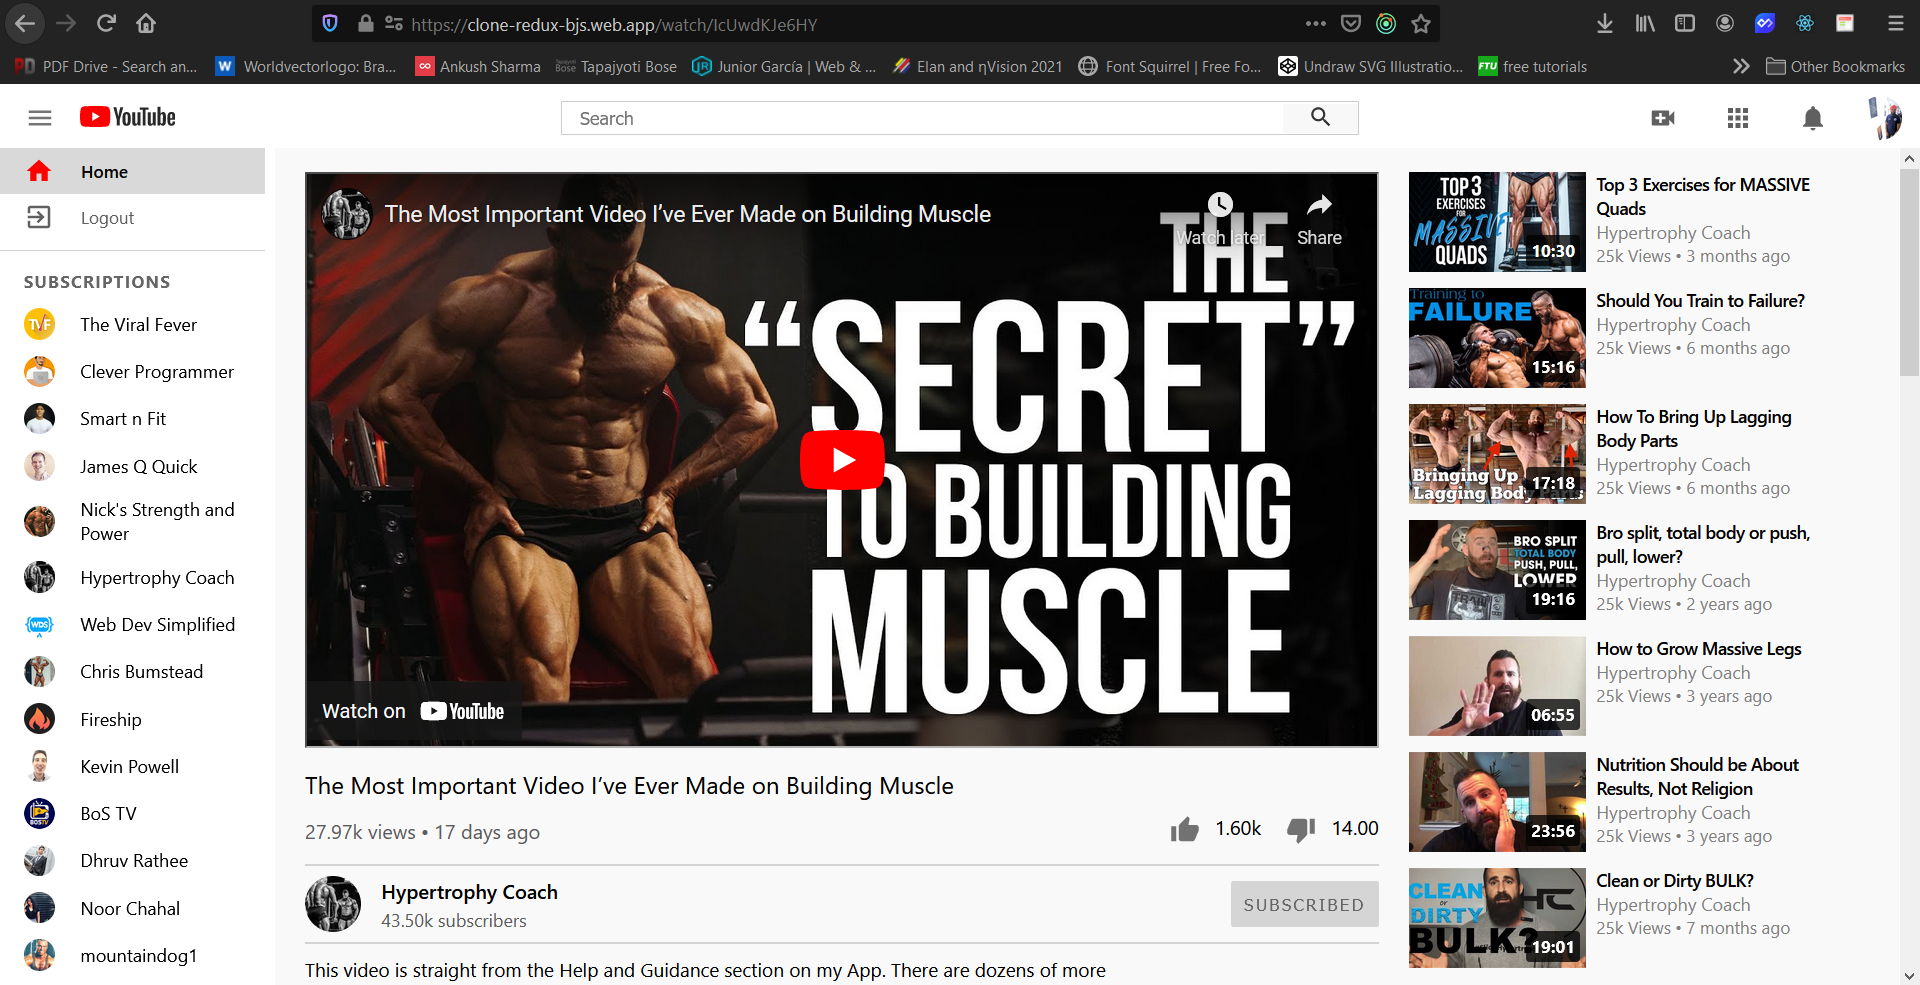 https://clone-redux-bjs.web.app/watch/IcUwdKJe6HY
PDF Drive - Search an...
Worldvectorlogo: Bra...
Ankush Sharma
Tapajyoti Bose
Junior García | Web & ...
Elan and ηVision 2021
Font Squirrel | Free Fo...
Undraw SVG Illustratio...
FTU free tutorials
Other Bookmarks
YouTube
Search
Home
Logout
SUBSCRIPTIONS
TVF
The Viral Fever
Clever Programmer
Smart n Fit
James Q Quick
Nick's Strength and
Power
Hypertrophy Coach
WDS
Web Dev Simplified
Chris Bumstead
Fireship
Kevin Powell
BoS TV
Dhruv Rathee
Noor Chahal
mountaindog1
The Most Important Video I’ve Ever Made on Building Muscle
Watch later
Share
THE
“SECRET”
TO BUILDING
MUSCLE
Watch on YouTube
The Most Important Video I’ve Ever Made on Building Muscle
27.97k views • 17 days ago
1.60k
14.00
Hypertrophy Coach
43.50k subscribers
SUBSCRIBED
This video is straight from the Help and Guidance section on my App. There are dozens of more
TOP 3
EXERCISES
FOR
MASSIVE
QUADS
10:30
Top 3 Exercises for MASSIVE
Quads
Hypertrophy Coach
25k Views • 3 months ago
Training to
FAILURE
15:16
Should You Train to Failure?
Hypertrophy Coach
25k Views • 6 months ago
Bringing Up
Lagging Body Parts
17:18
How To Bring Up Lagging
Body Parts
Hypertrophy Coach
25k Views • 6 months ago
BRO SPLIT
TOTAL BODY
PUSH, PULL,
LOWER
19:16
Bro split, total body or push,
pull, lower?
Hypertrophy Coach
25k Views • 2 years ago
06:55
How to Grow Massive Legs
Hypertrophy Coach
25k Views • 3 years ago
23:56
Nutrition Should be About
Results, Not Religion
Hypertrophy Coach
25k Views • 3 years ago
CLEAN
or
DIRTY
BULK?
19:01
Clean or Dirty BULK?
Hypertrophy Coach
25k Views • 7 months ago